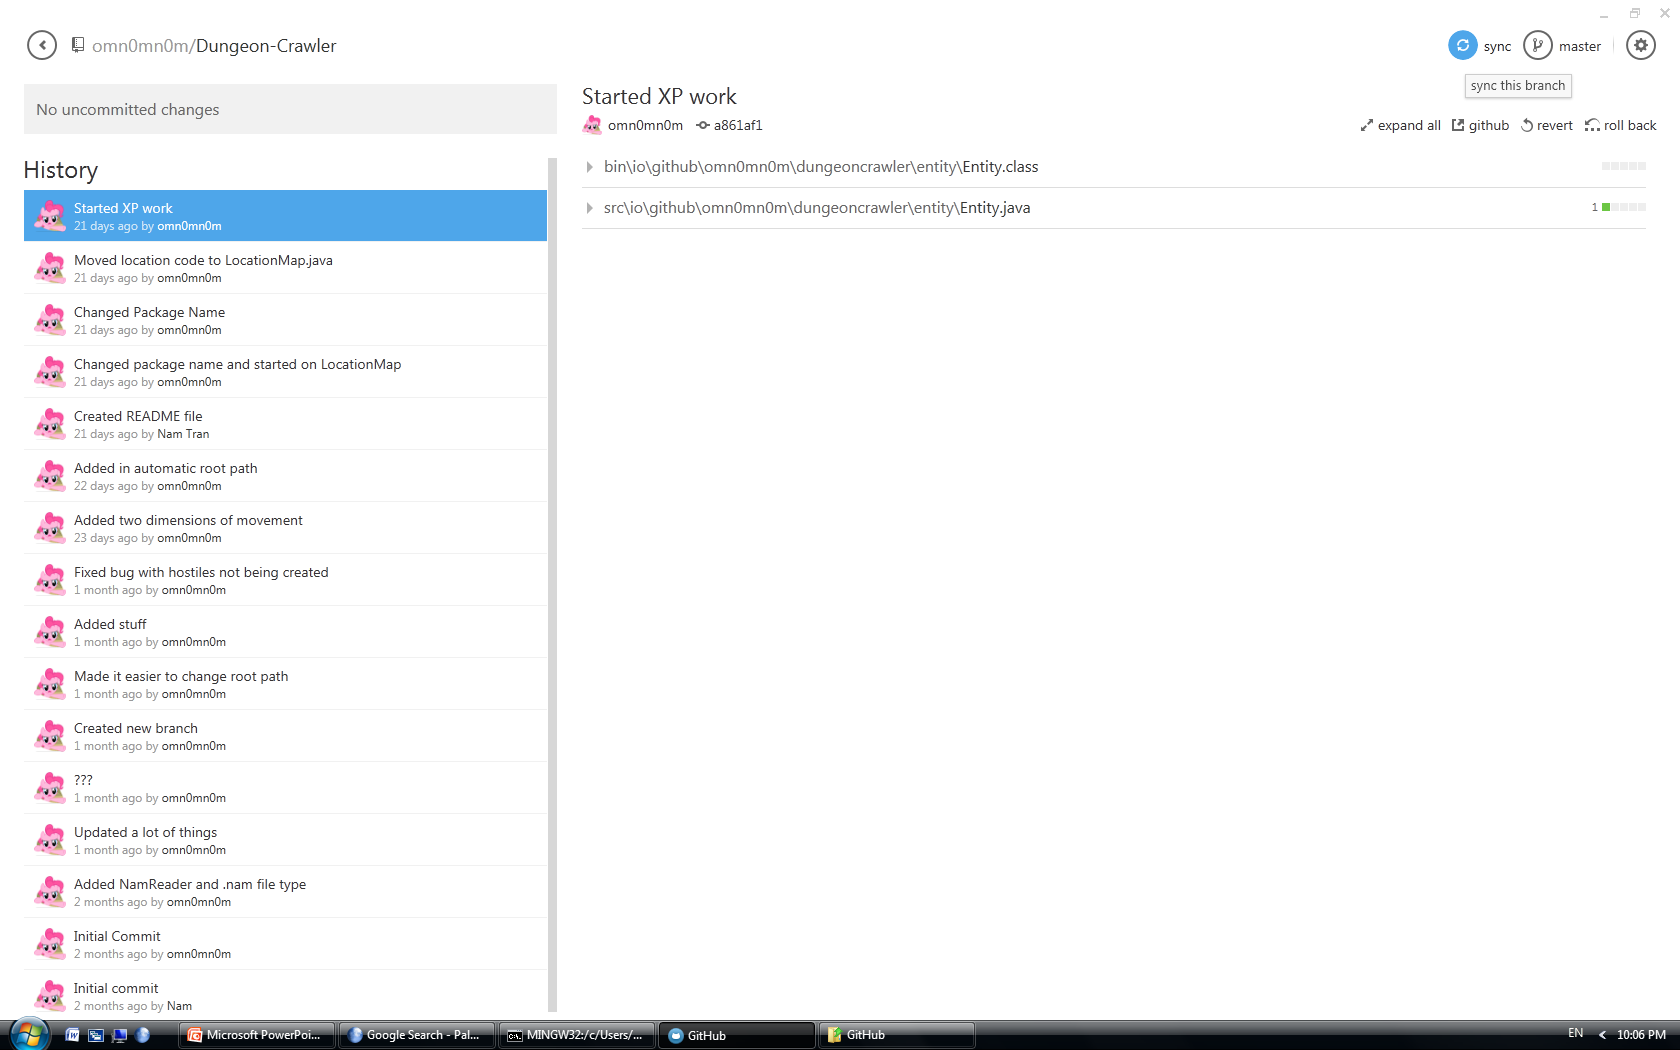 omn0mn0m/Dungeon-Crawler
sync
master
sync this branch
No uncommitted changes
History
Started XP work
21 days ago by omn0mn0m
Moved location code to LocationMap.java
21 days ago by omn0mn0m
Changed Package Name
21 days ago by omn0mn0m
Changed package name and started on LocationMap
21 days ago by omn0mn0m
Created README file
21 days ago by Nam Tran
Added in automatic root path
22 days ago by omn0mn0m
Added two dimensions of movement
23 days ago by omn0mn0m
Fixed bug with hostiles not being created
1 month ago by omn0mn0m
Added stuff
1 month ago by omn0mn0m
Made it easier to change root path
1 month ago by omn0mn0m
Created new branch
1 month ago by omn0mn0m
???
1 month ago by omn0mn0m
Updated a lot of things
1 month ago by omn0mn0m
Added NamReader and .nam file type
2 months ago by omn0mn0m
Initial Commit
2 months ago by omn0mn0m
Initial commit
2 months ago by Nam
Started XP work
omn0mn0m a861af1
expand all github revert roll back
bin\io\github\omn0mn0m\dungeoncrawler\entity\Entity.class
src\io\github\omn0mn0m\dungeoncrawler\entity\Entity.java 1
Microsoft PowerPoi...
Google Search - Pal...
MINGW32:/c/Users/...
GitHub
GitHub
EN
10:06 PM